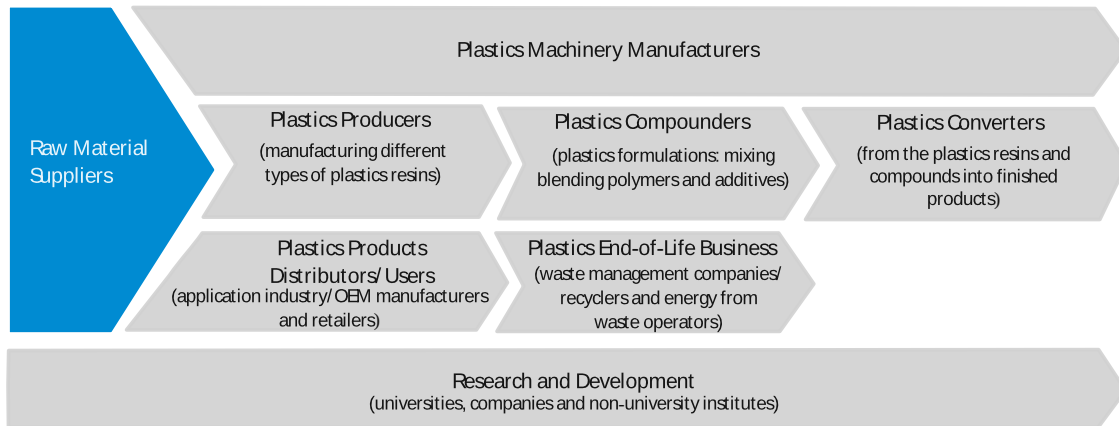 Plastics Machinery Manufacturers
Raw Material
Suppliers
Plastics Producers
(manufacturing different
types of plastics resins)
Plastics Compounders
(plastics formulations: mixing
blending polymers and additives)
Plastics Converters
(from the plastics resins and
compounds into finished
products)
Plastics Products
Distributors/ Users
(application industry/ OEM manufacturers
and retailers)
Plastics End-of-Life Business
(waste management companies/
recyclers and energy from
waste operators)
Research and Development
(universities, companies and non-university institutes)